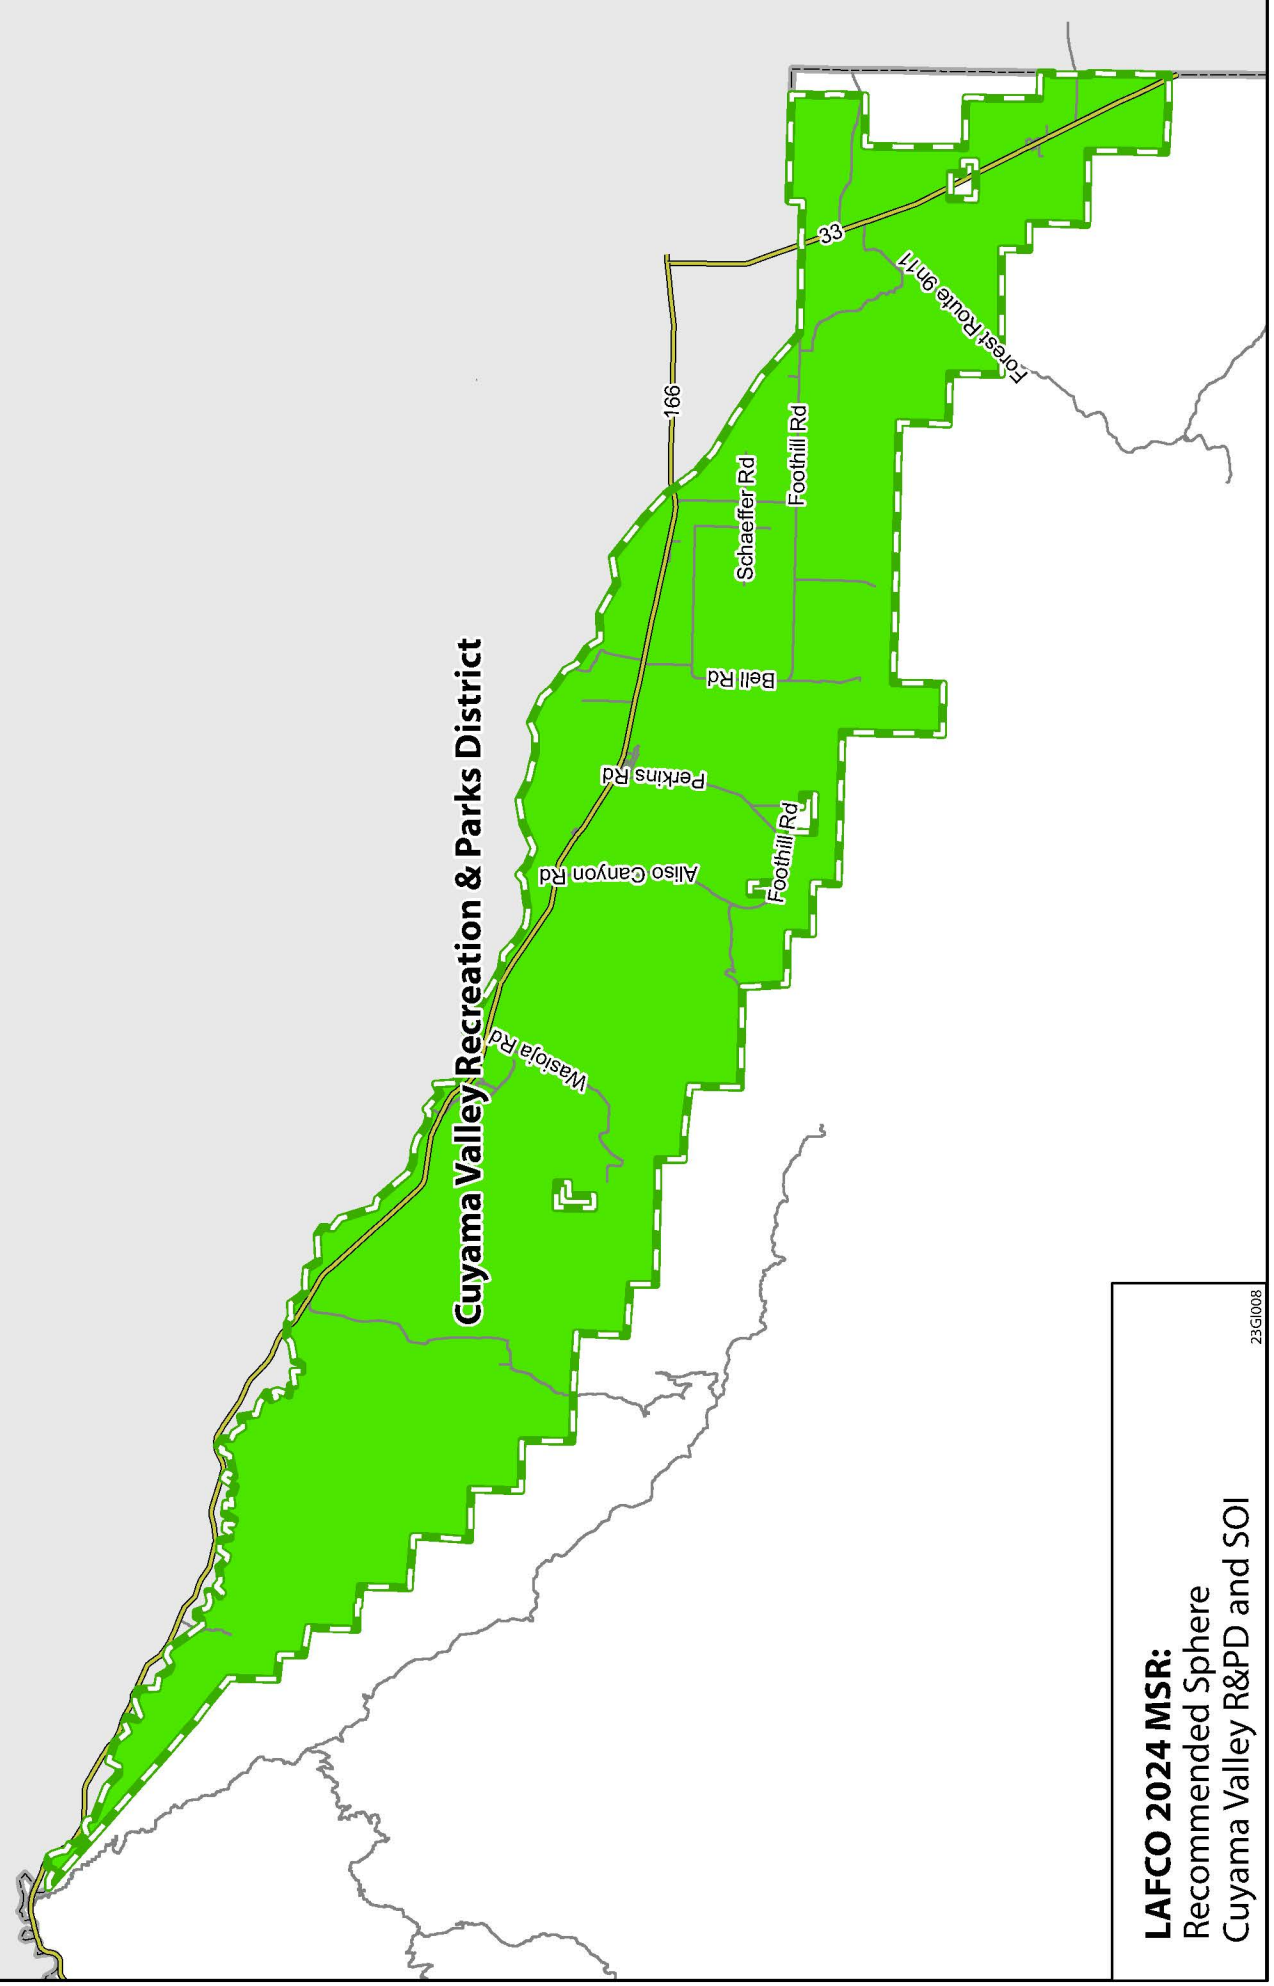 Cuyama Valley Recreation & Parks District
33
166
Forest Route 9n11
Foothill Rd
Schaeffer Rd
Bell Rd
Perkins Rd
Foothill Rd
Aliso Canyon Rd
Wasioja Rd
LAFCO 2024 MSR:
Recommended Sphere
Cuyama Valley R&PD and SOI
23GI008